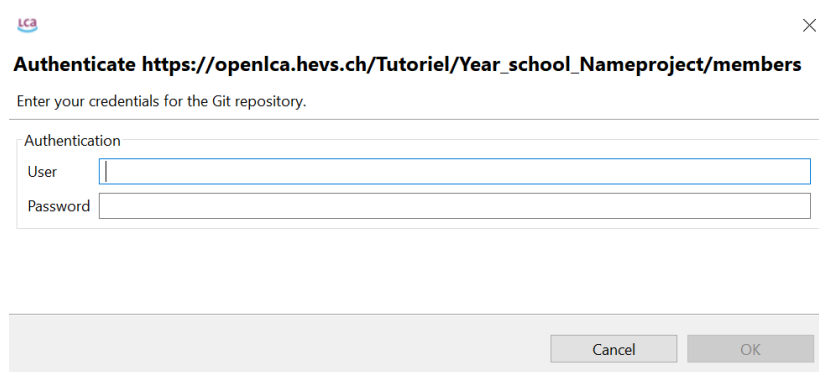 LCa
Authenticate https://openlca.hevs.ch/Tutoriel/Year_school_Nameproject/members
Enter your credentials for the Git repository.
Authentication
User
Password
Cancel
OK